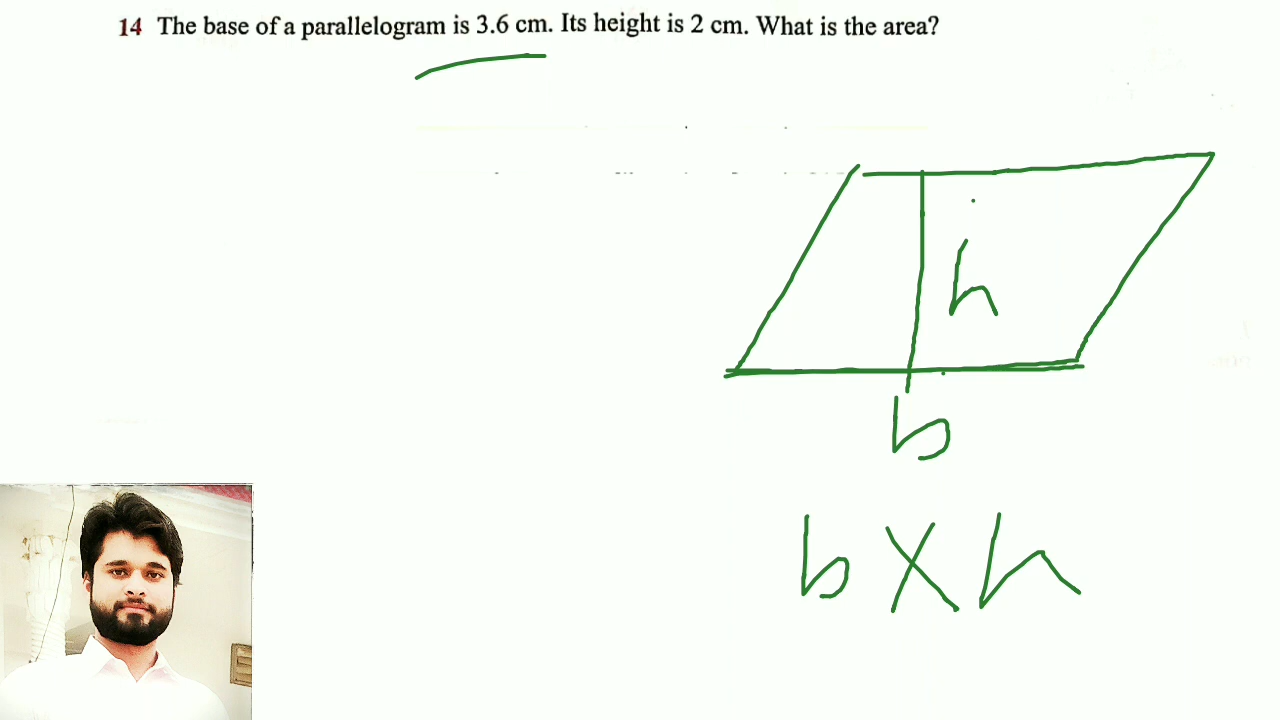 14 The base of a parallelogram is 3.6 cm. Its height is 2 cm. What is the area?
h
b
b X h